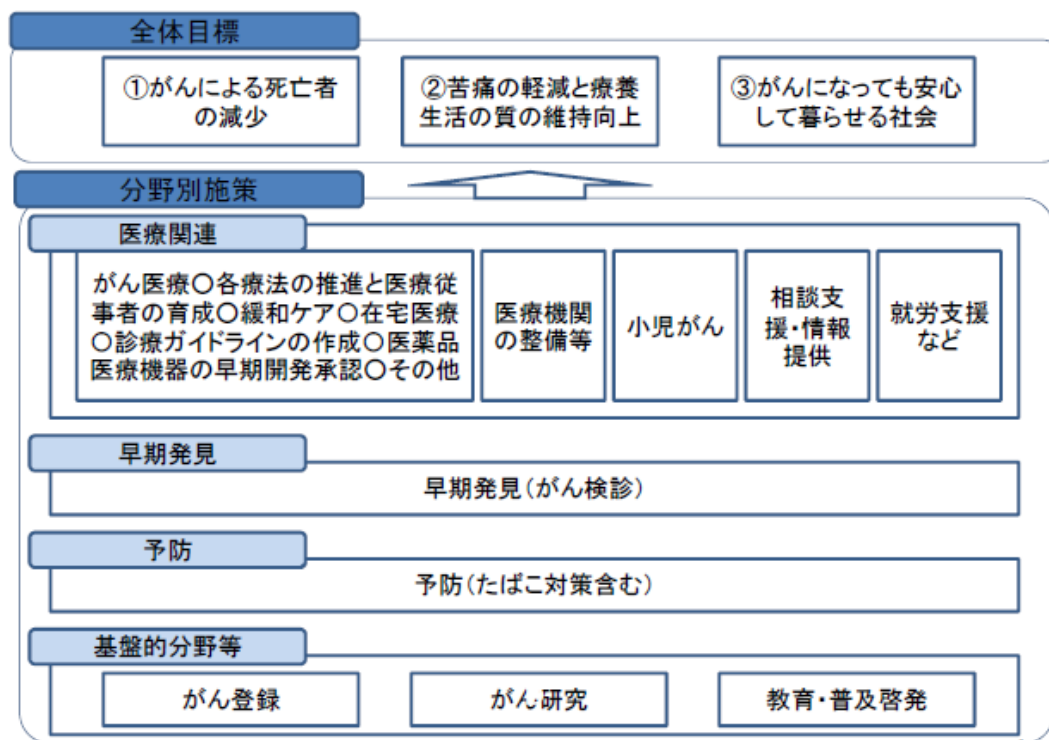 全体目標
①がんによる死亡者
の減少
②苦痛の軽減と療養
生活の質の維持向上
③がんになっても安心
して暮らせる社会
分野別施策
医療関連
がん医療〇各療法の推進と医療従
事者の育成〇緩和ケア〇在宅医療
〇診療ガイドラインの作成〇医薬品
医療機器の早期開発承認〇その他
医療機関
の整備等
小児がん
相談支
援・情報
提供
就労支援
など
早期発見
早期発見(がん検診)
予防
予防(たばこ対策含む)
基盤的分野等
がん登録
がん研究
教育・普及啓発